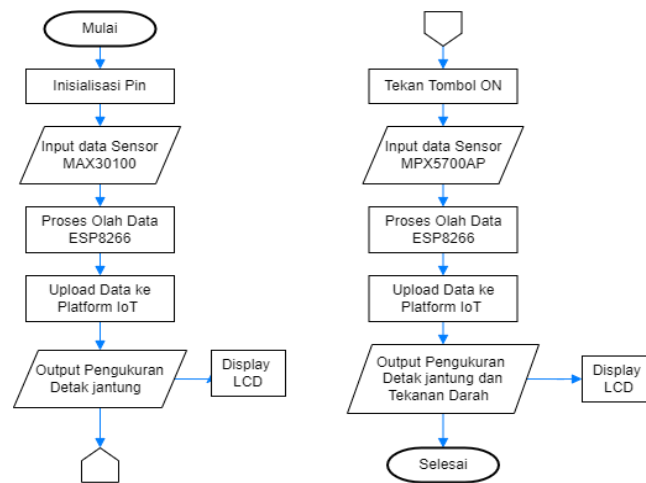 Mulai
Inisialisasi Pin
Input data Sensor
MAX30100
Proses Olah Data
ESP8266
Upload Data ke
Platform IoT
Output Pengukuran
Detak jantung
Display
LCD
Tekan Tombol ON
Input data Sensor
MPX5700AP
Proses Olah Data
ESP8266
Upload Data ke
Platform IoT
Output Pengukuran
Detak jantung dan
Tekanan Darah
Display
LCD
Selesai